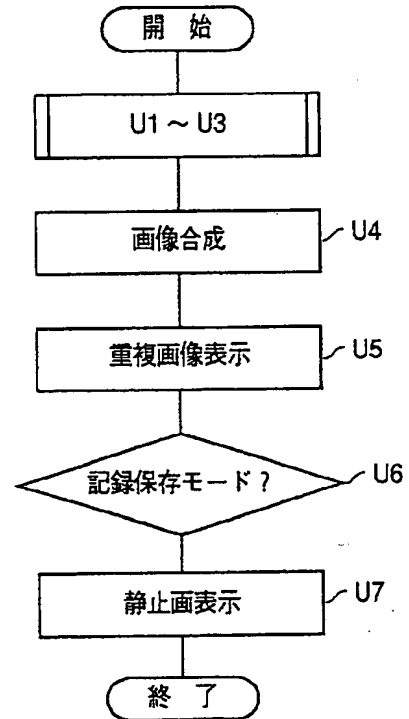 開 始
U1～U3
画像合成
U4
重複画像表示
U5
記録保存モード?
U6
静止画表示
U7
終 了